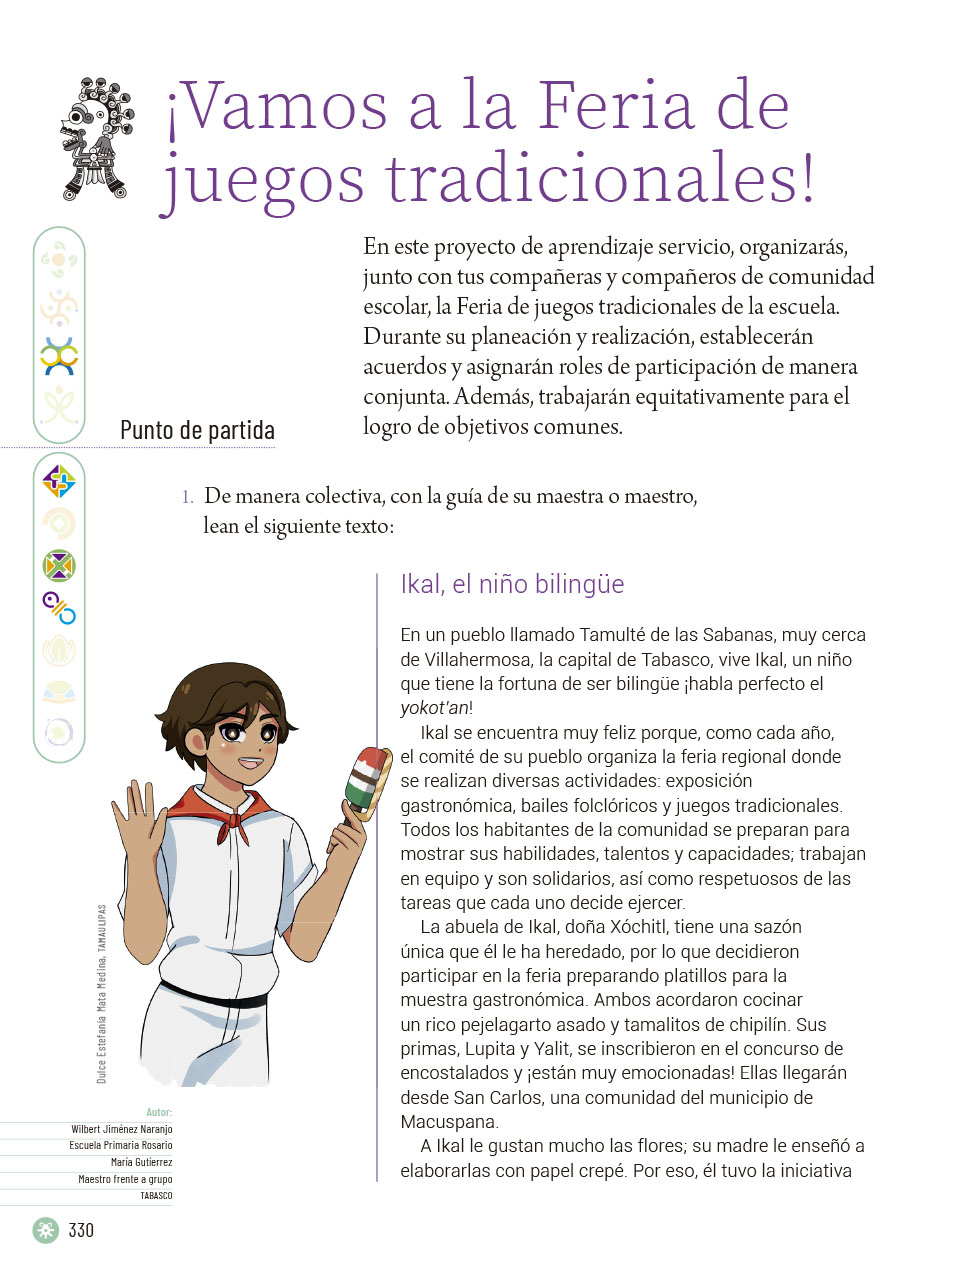 ¡Vamos a la Feria de
juegos tradicionales!
En este proyecto de aprendizaje servicio, organizarás,
junto con tus compañeras y compañeros de comunidad
escolar, la Feria de juegos tradicionales de la escuela.
Durante su planeación y realización, establecerán
acuerdos y asignarán roles de participación de manera
conjunta. Además, trabajarán equitativamente para el
logro de objetivos comunes.
Punto de partida
1. De manera colectiva, con la guía de su maestra o maestro,
lean el siguiente texto:
Ikal, el niño bilingüe
En un pueblo llamado Tamulté de las Sabanas, muy cerca
de Villahermosa, la capital de Tabasco, vive Ikal, un niño
que tiene la fortuna de ser bilingüe ¡habla perfecto el
yokot'an!
Ikal se encuentra muy feliz porque, como cada año,
el comité de su pueblo organiza la feria regional donde
se realizan diversas actividades: exposición
gastronómica, bailes folclóricos y juegos tradicionales.
Todos los habitantes de la comunidad se preparan para
mostrar sus habilidades, talentos y capacidades; trabajan
en equipo y son solidarios, así como respetuosos de las
tareas que cada uno decide ejercer.
La abuela de Ikal, doña Xóchitl, tiene una sazón
única que él le ha heredado, por lo que decidieron
participar en la feria preparando platillos para la
muestra gastronómica. Ambos acordaron cocinar
un rico pejelagarto asado y tamalitos de chipilín. Sus
primas, Lupita y Yalit, se inscribieron en el concurso de
encostalados y ¡están muy emocionadas! Ellas llegarán
desde San Carlos, una comunidad del municipio de
Macuspana.
A Ikal le gustan mucho las flores; su madre le enseñó a
elaborarlas con papel crepé. Por eso, él tuvo la iniciativa
Dulce Estefanía Mata Medina, TAMAULIPAS
Autor:
Wilbert Jiménez Naranjo
Escuela Primaria Rosario
María Gutíerrez
Maestro frente a grupo
TABASCO
330